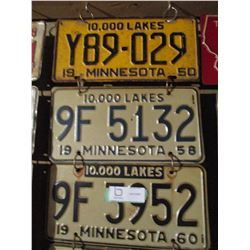 10,000 LAKES
Y89-029
19 MINNESOTA 50
10,000 LAKES
9F 5132
19 MINNESOTA 58
10,000 LAKES
9F 5952
19 MINNESOTA 60